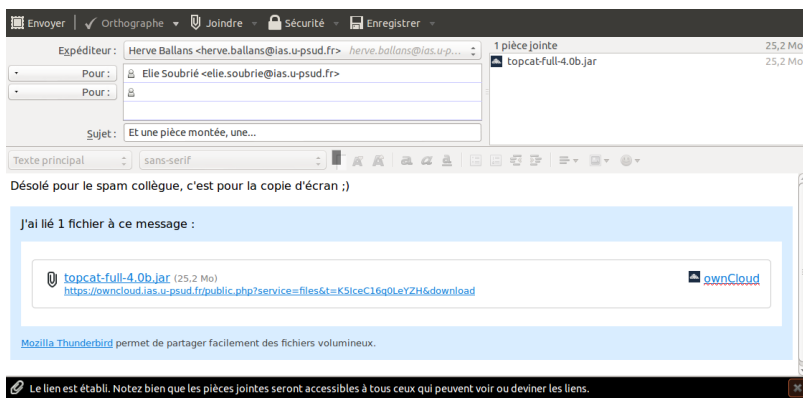 Envoyer Orthographe Joindre Sécurité Enregistrer
Expéditeur : Herve Ballans <herve.ballans@ias.u-psud.fr> herve.ballans@ias.u-p...
Pour : Elie Soubrié <elie.soubrie@ias.u-psud.fr>
Pour :
Sujet : Et une pièce montée, une...
1 pièce jointe 25,2 Mo
topcat-full-4.0b.jar 25,2 Mo
Texte principal sans-serif
Désolé pour le spam collègue, c'est pour la copie d'écran ;)
J'ai lié 1 fichier à ce message :
topcat-full-4.0b.jar (25,2 Mo) ownCloud
https://owncloud.ias.u-psud.fr/public.php?service=files&t=K5IceC16q0LeYZH&download
Mozilla Thunderbird permet de partager facilement des fichiers volumineux.
Le lien est établi. Notez bien que les pièces jointes seront accessibles à tous ceux qui peuvent voir ou deviner les liens.